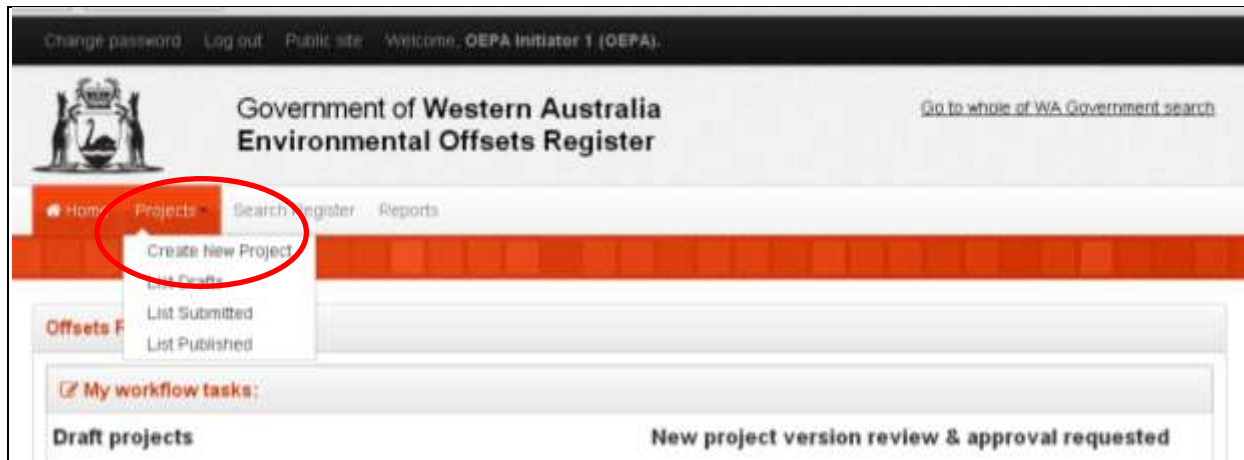 Change password Log out Public site Welcome, OEPA Initiator 1 (OEPA).
Government of Western Australia
Environmental Offsets Register
Go to whole of WA Government search
Home Projects Search Register Reports
Create New Project
List Drafts
List Submitted
List Published
Offsets
My workflow tasks:
Draft projects New project version review & approval requested